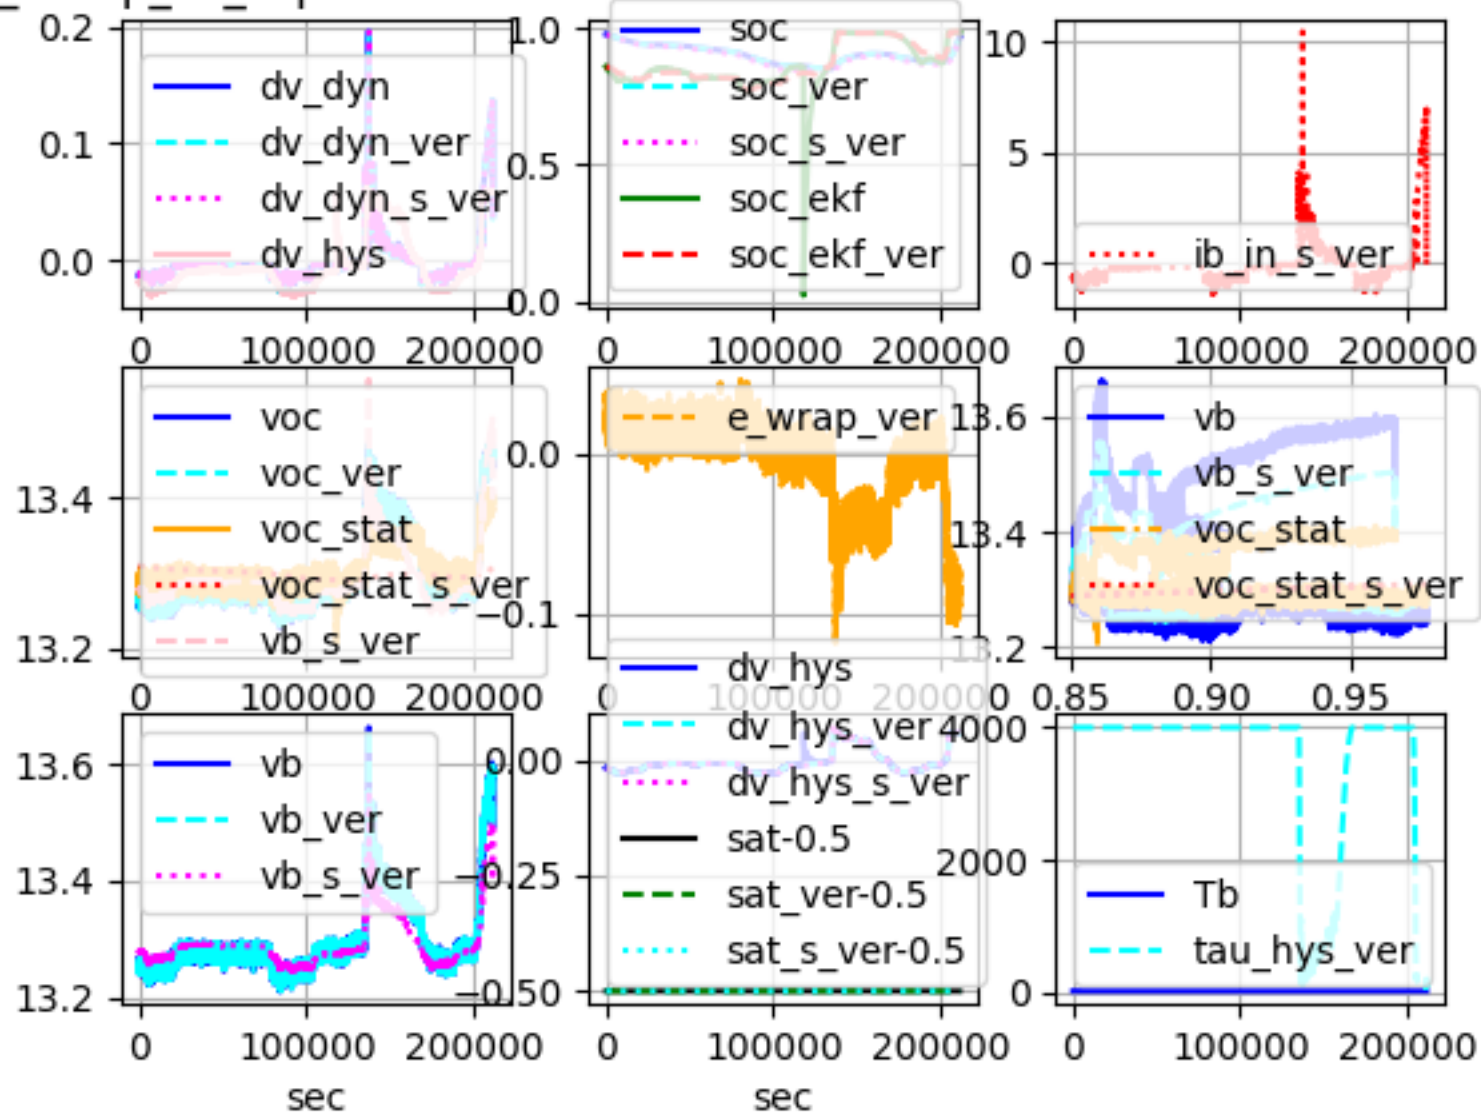 0.2
0.1
0.0
dv_dyn
dv_dyn_ver
dv_dyn_s_ver
dv_hys
0 100000 200000
1.0
0.5
0.0
soc
soc_ver
soc_s_ver
soc_ekf
soc_ekf_ver
0 100000 200000
10
5
0
ib_in_s_ver
0 100000 200000
13.4
13.2
voc
voc_ver
voc_stat
voc_stat_s_ver
vb_s_ver
0 100000 200000
0.0
−0.1
e_wrap_ver
0 100000 200000
13.6
13.4
13.2
vb
vb_s_ver
voc_stat
voc_stat_s_ver
0.85 0.90 0.95
13.6
13.4
13.2
vb
vb_ver
vb_s_ver
0 100000 200000
sec
0.00
−0.25
−0.50
dv_hys
dv_hys_ver
dv_hys_s_ver
sat-0.5
sat_ver-0.5
sat_s_ver-0.5
0 100000 200000
sec
4000
2000
0
Tb
tau_hys_ver
0 100000 200000